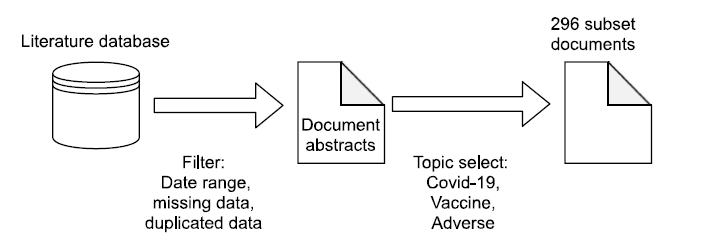 Literature database
Filter:
Date range,
missing data,
duplicated data
Document
abstracts
Topic select:
Covid-19,
Vaccine,
Adverse
296 subset
documents